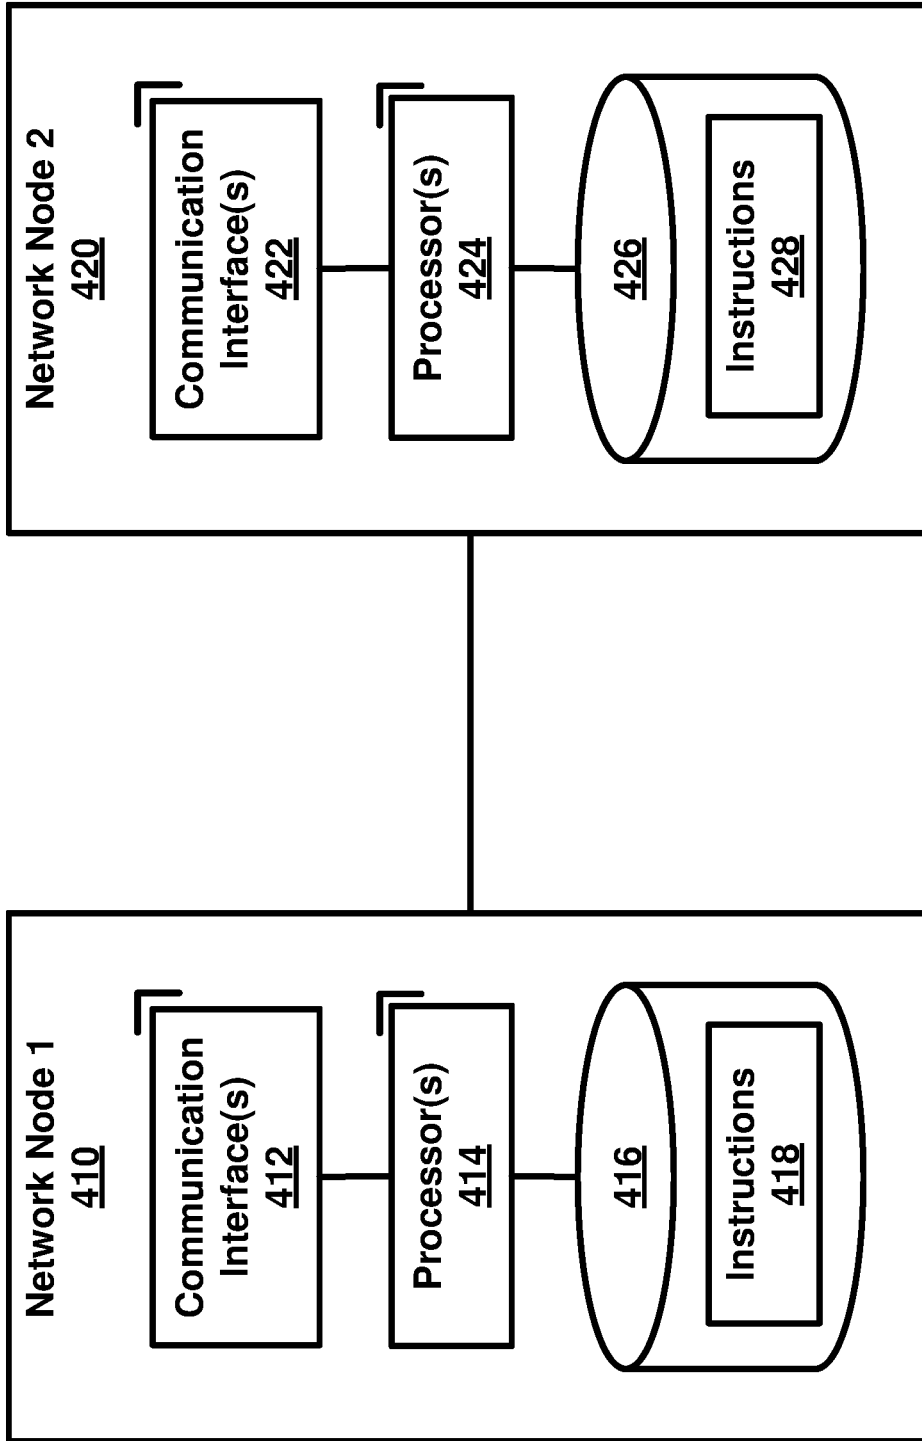 Network Node 1
410
Communication
Interface(s)
412
Processor(s)
414
416
Instructions
418
Network Node 2
420
Communication
Interface(s)
422
Processor(s)
424
426
Instructions
428